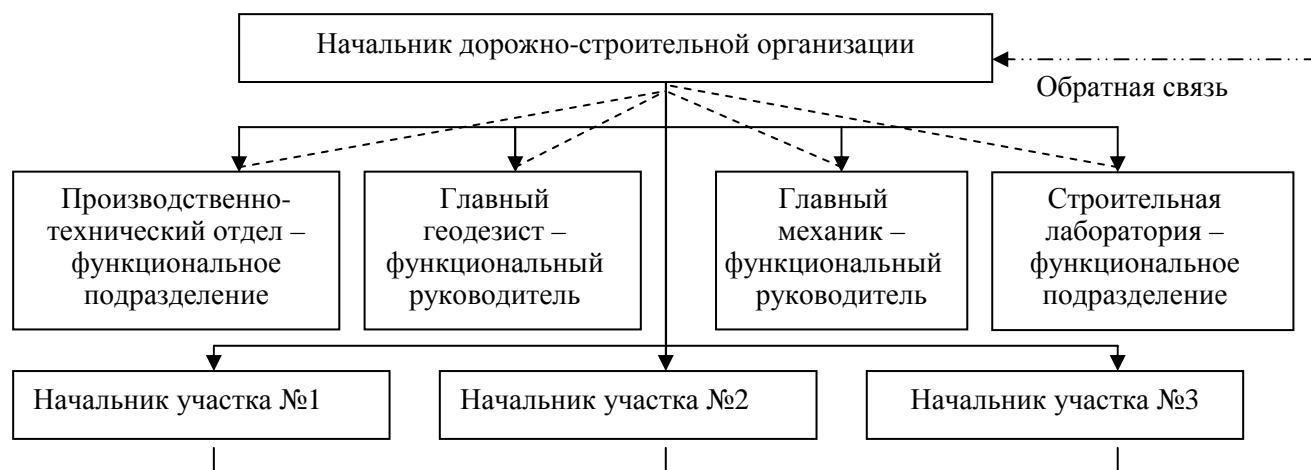 Начальник дорожно-строительной организации
Обратная связь
Производственно-
технический отдел –
функциональное
подразделение
Главный
геодезист –
функциональный
руководитель
Главный
механик –
функциональный
руководитель
Строительная
лаборатория –
функциональное
подразделение
Начальник участка №1
Начальник участка №2
Начальник участка №3